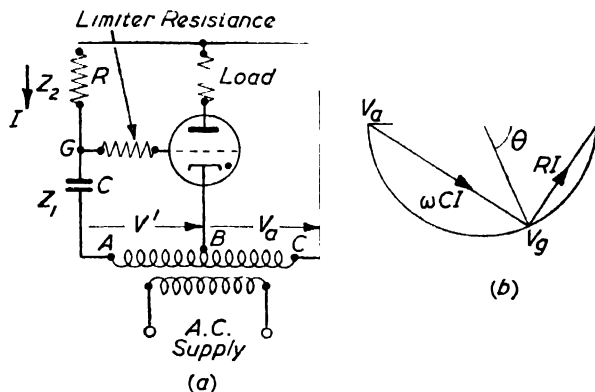 Limiter Resistance
I
Z2
R
Load
G
Z1
C
V'
Va
A
B
C
A.C.
Supply
(a)
Va
θ
ωCI
RI
Vg
(b)